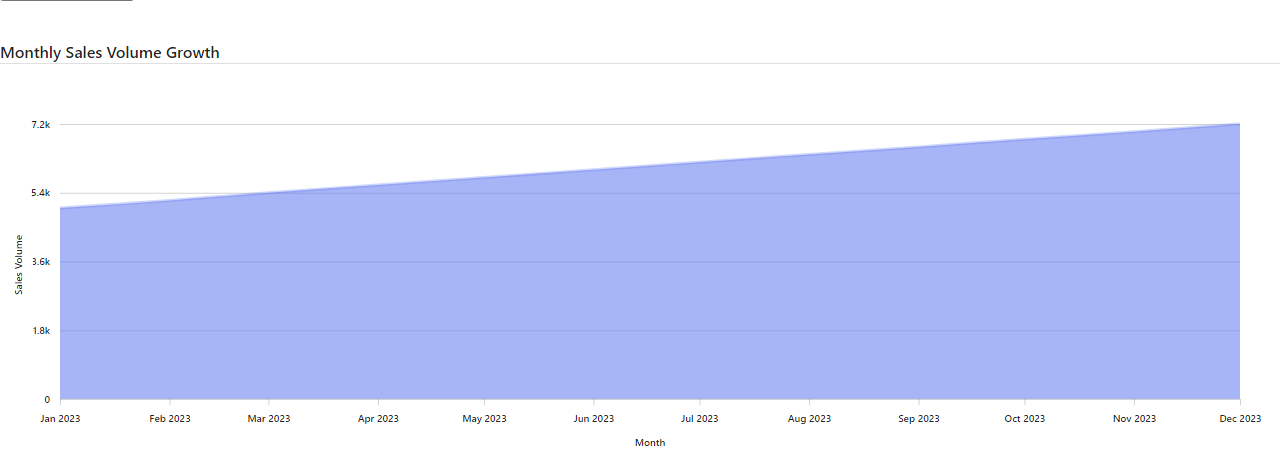 Monthly Sales Volume Growth
7.2k
5.4k
3.6k
1.8k
0
Sales Volume
Jan 2023 Feb 2023 Mar 2023 Apr 2023 May 2023 Jun 2023 Jul 2023 Aug 2023 Sep 2023 Oct 2023 Nov 2023 Dec 2023
Month